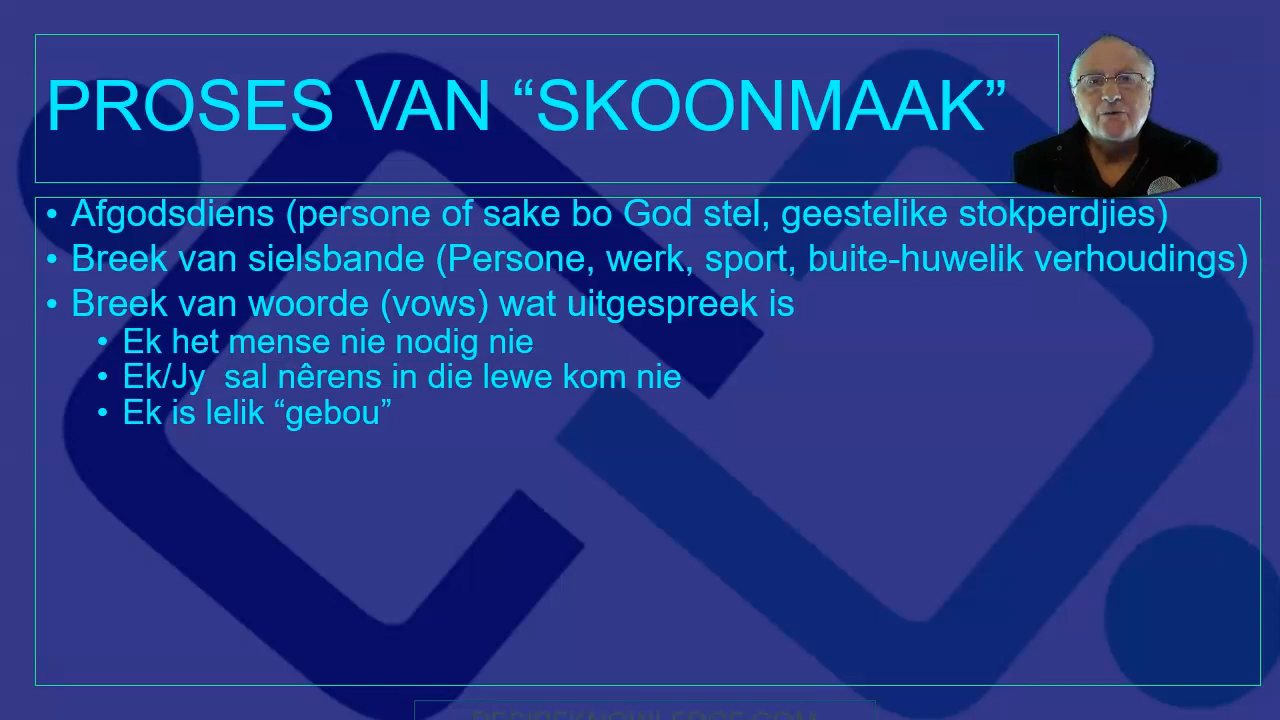 PROSES VAN “SKOONMAAK”
• Afgodsdiens (persone of sake bo God stel, geestelike stokperdjies)
• Breek van sielsbande (Persone, werk, sport, buite-huwelik verhoudings)
• Breek van woorde (vows) wat uitgespreek is
• Ek het mense nie nodig nie
• Ek/Jy  sal nêrens in die lewe kom nie
• Ek is lelik “gebou”